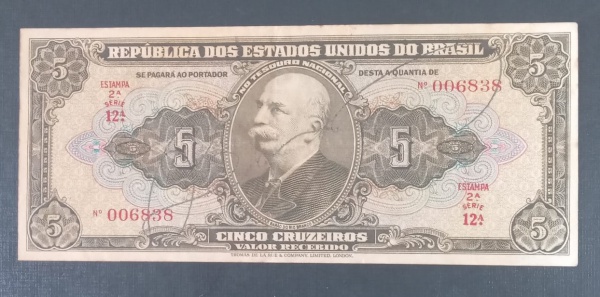 REPÚBLICA DOS ESTADOS UNIDOS DO BRASIL
5
5
SE PAGARÁ AO PORTADOR
NO TESOURO NACIONAL
DESTA A QUANTIA DE
Nº 006838
ESTAMPA
2ª
SÉRIE
12ª
5
5
ESTAMPA
2ª
SÉRIE
12ª
Nº 006838
5
5
CINCO CRUZEIROS
VALOR RECEBIDO
THOMAS DE LA RUE & COMPANY, LIMITED, LONDON.